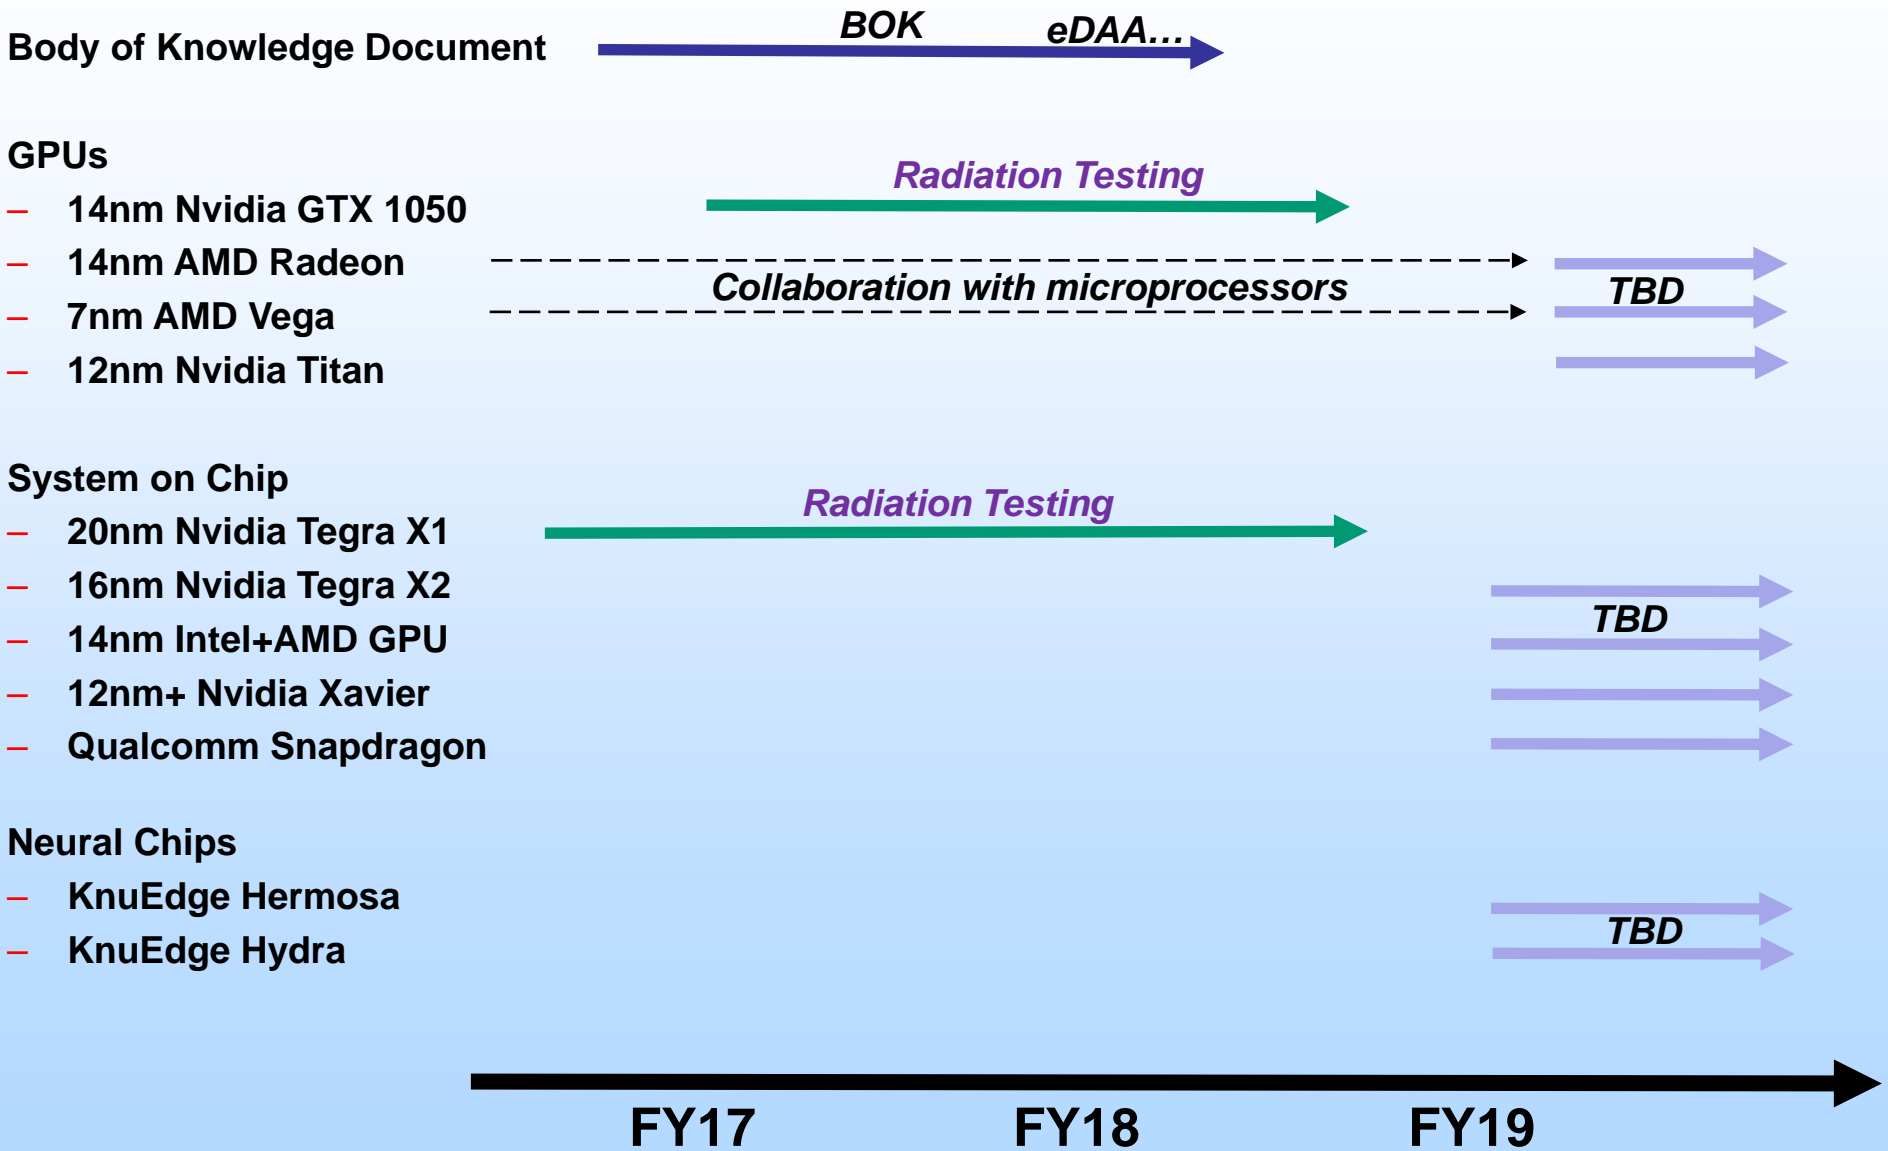 Body of Knowledge Document
BOK
eDAA...
GPUs
Radiation Testing
– 14nm Nvidia GTX 1050
– 14nm AMD Radeon
Collaboration with microprocessors
TBD
– 7nm AMD Vega
– 12nm Nvidia Titan
System on Chip
Radiation Testing
– 20nm Nvidia Tegra X1
– 16nm Nvidia Tegra X2
TBD
– 14nm Intel+AMD GPU
– 12nm+ Nvidia Xavier
– Qualcomm Snapdragon
Neural Chips
– KnuEdge Hermosa
TBD
– KnuEdge Hydra
FY17 FY18 FY19